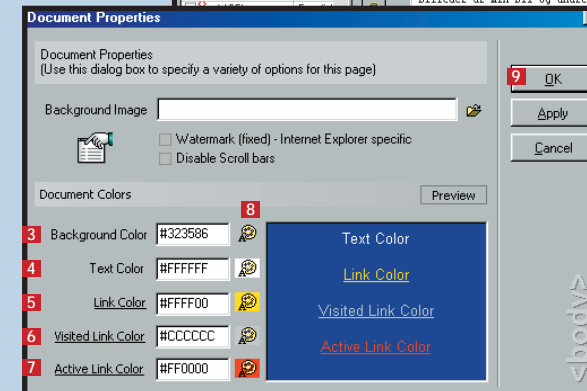 Document Properties
Document Properties
(Use this dialog box to specify a variety of options for this page)
Background Image
Watermark (fixed) - Internet Explorer specific
Disable Scroll bars
Document Colors
Preview
8
3 Background Color #323586
4 Text Color #FFFFFF
5 Link Color #FFFF00
6 Visited Link Color #CCCCCC
7 Active Link Color #FF0000
Text Color
Link Color
Visited Link Color
Active Link Color
9 OK
Apply
Cancel
<body>